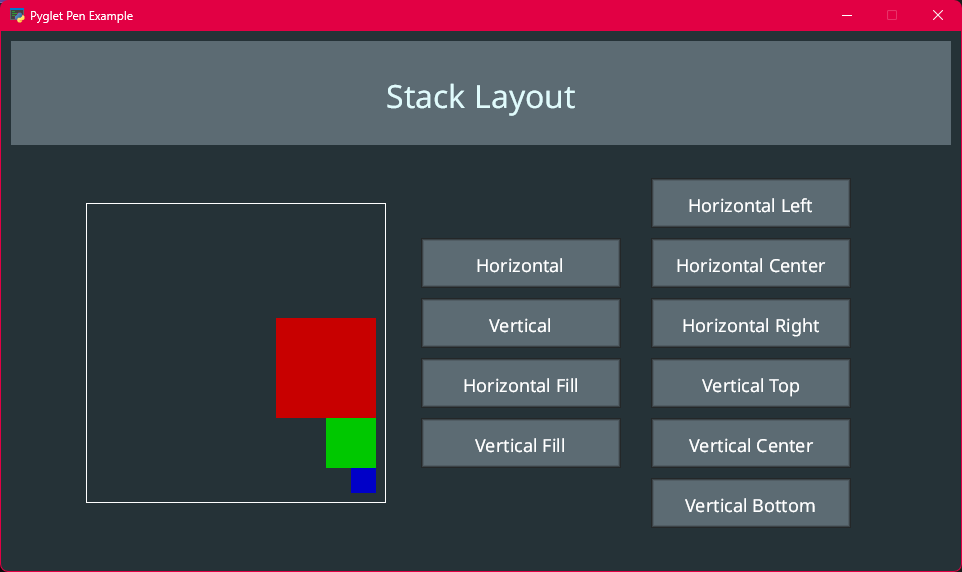 Pyglet Pen Example
Stack Layout
Horizontal
Vertical
Horizontal Fill
Vertical Fill
Horizontal Left
Horizontal Center
Horizontal Right
Vertical Top
Vertical Center
Vertical Bottom